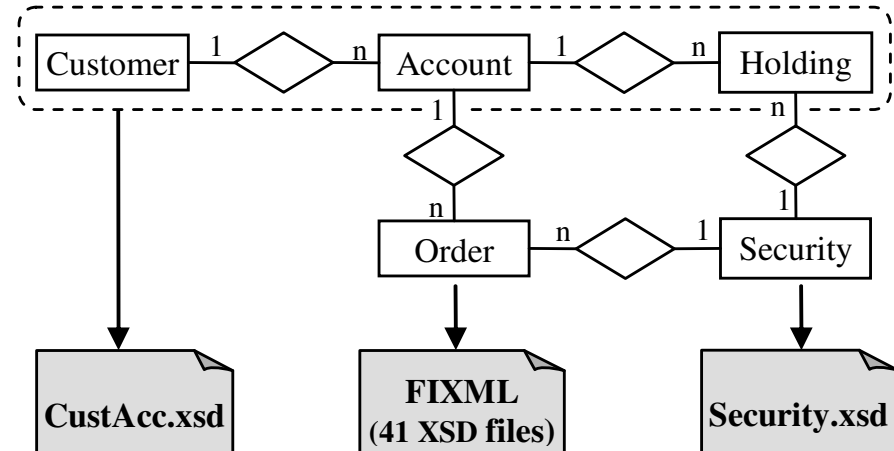 1 n 1 n
Customer Account Holding
1 n
n 1
n 1
Order Security
FIXML
CustAcc.xsd (41 XSD files) Security.xsd